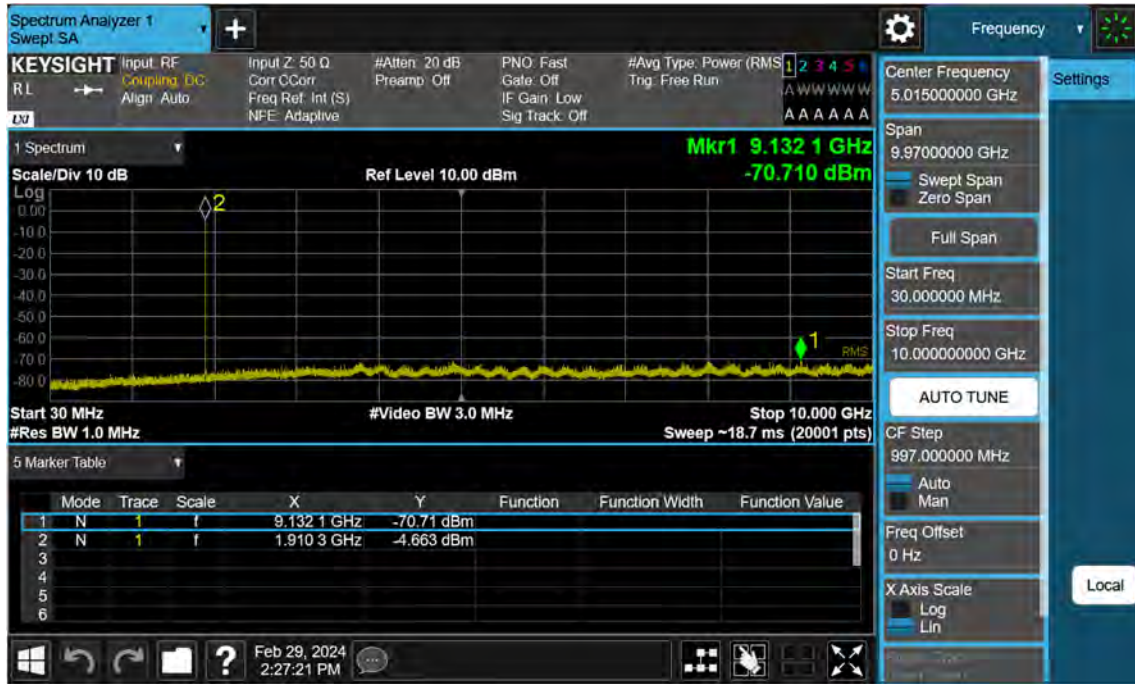 Spectrum Analyzer 1
Swept SA
Frequency
KEYSIGHT
RL
LXI
Input: RF
Coupling: DC
Align: Auto
Input Z: 50 Ω
Corr CCorr
Freq Ref: Int (S)
NFE: Adaptive
#Atten: 20 dB
Preamp: Off
PNO: Fast
Gate: Off
IF Gain: Low
Sig Track: Off
#Avg Type: Power (RMS
Trig: Free Run
1 2 3 4 5 6
A W W W W W
A A A A A A
1 Spectrum
Mkr1 9.132 1 GHz
Scale/Div 10 dB
Ref Level 10.00 dBm
-70.710 dBm
Log
0.00
-10.0
-20.0
-30.0
-40.0
-50.0
-60.0
-70.0
-80.0
2
1
RMS
Start 30 MHz
#Video BW 3.0 MHz
Stop 10.000 GHz
#Res BW 1.0 MHz
Sweep ~18.7 ms (20001 pts)
5 Marker Table
Mode Trace Scale X Y Function Function Width Function Value
1 N 1 f 9.132 1 GHz -70.71 dBm
2 N 1 f 1.910 3 GHz -4.663 dBm
3
4
5
6
Feb 29, 2024
2:27:21 PM
Center Frequency
5.015000000 GHz
Settings
Span
9.97000000 GHz
Swept Span
Zero Span
Full Span
Start Freq
30.000000 MHz
Stop Freq
10.000000000 GHz
AUTO TUNE
CF Step
997.000000 MHz
Auto
Man
Freq Offset
0 Hz
X Axis Scale
Log
Lin
Local